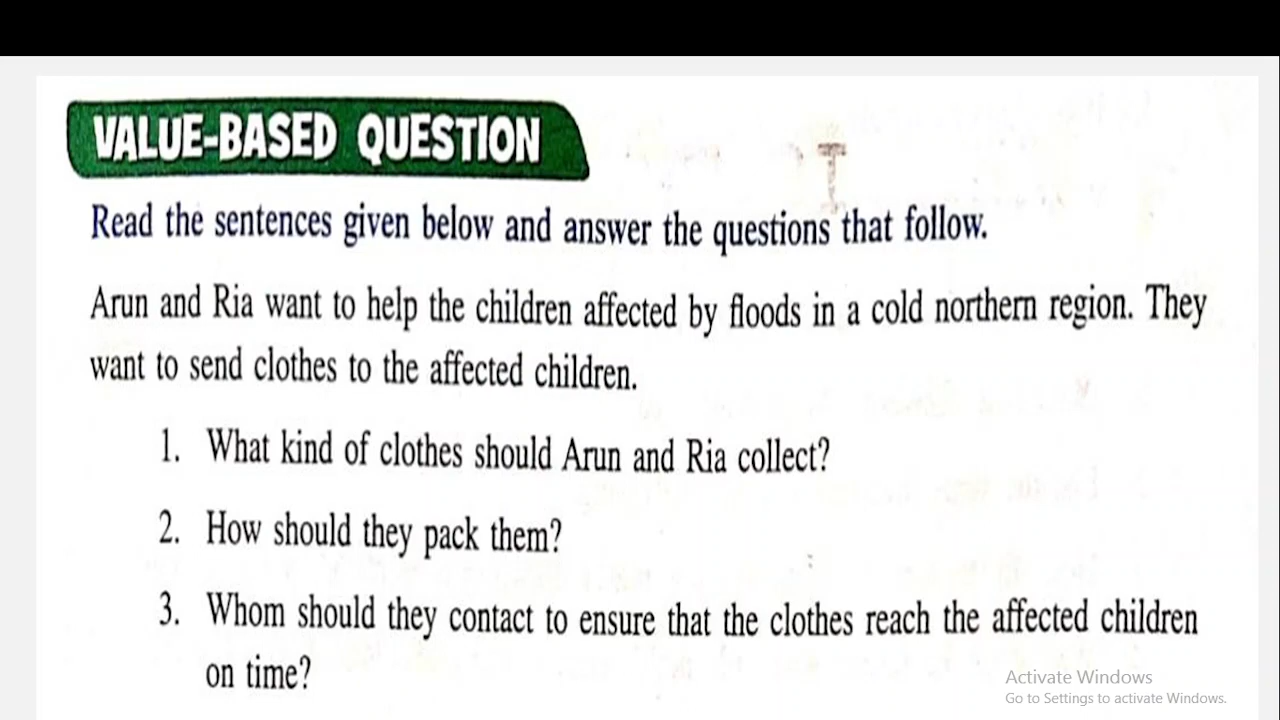 VALUE-BASED QUESTION
Read the sentences given below and answer the questions that follow.
Arun and Ria want to help the children affected by floods in a cold northern region. They
want to send clothes to the affected children.
1. What kind of clothes should Arun and Ria collect?
2. How should they pack them?
3. Whom should they contact to ensure that the clothes reach the affected children
on time?
Activate Windows
Go to Settings to activate Windows.